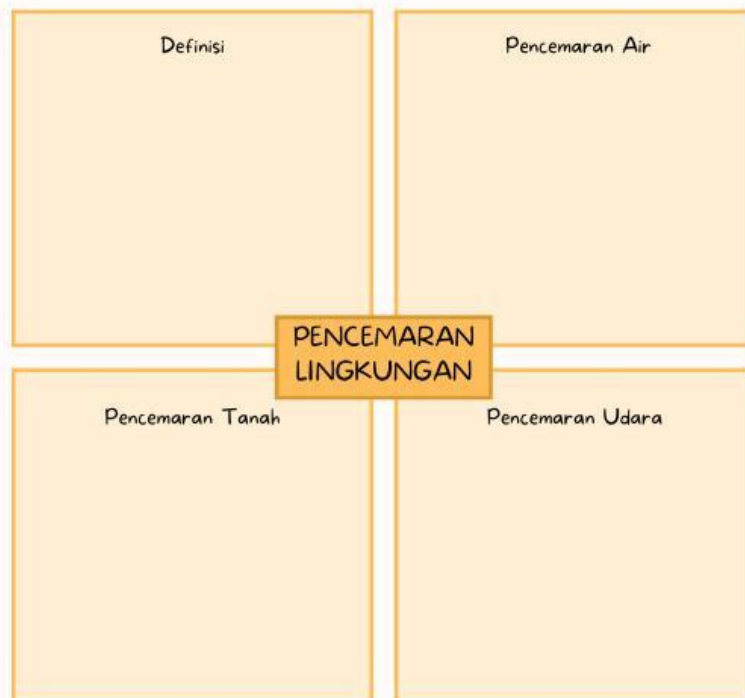 Definisi
Pencemaran Air
PENCEMARAN
LINGKUNGAN
Pencemaran Tanah
Pencemaran Udara